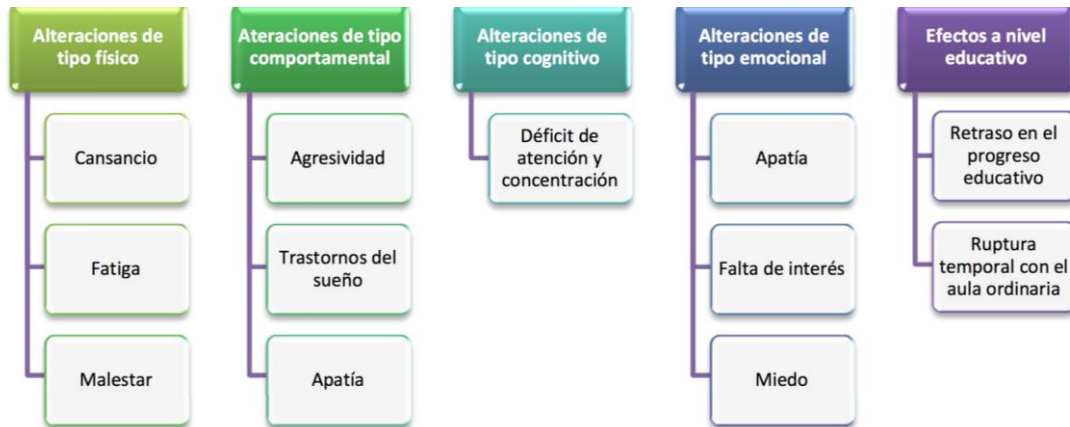 Alteraciones de
tipo físico
Cansancio
Fatiga
Malestar
Ateraciones de tipo
comportamental
Agresividad
Trastornos del
sueño
Apatía
Alteraciones de
tipo cognitivo
Déficit de
atención y
concentración
Alteraciones de
tipo emocional
Apatía
Falta de interés
Miedo
Efectos a nivel
educativo
Retraso en el
progreso
educativo
Ruptura
temporal con el
aula ordinaria